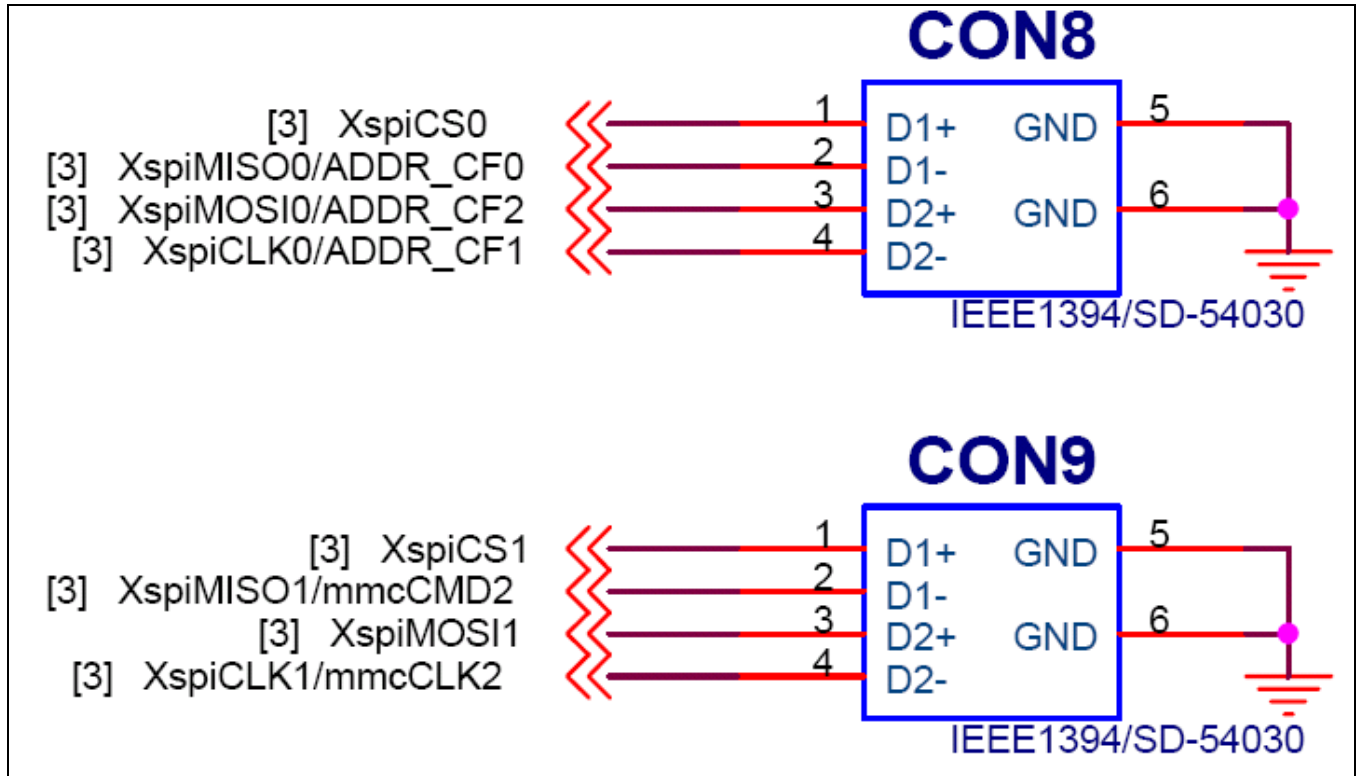 CON8
[3] XspiCS0 1 D1+ GND 5
[3] XspiMISO0/ADDR_CF0 2 D1-
[3] XspiMOSI0/ADDR_CF2 3 D2+ GND 6
[3] XspiCLK0/ADDR_CF1 4 D2-
IEEE1394/SD-54030
CON9
[3] XspiCS1 1 D1+ GND 5
[3] XspiMISO1/mmcCMD2 2 D1-
[3] XspiMOSI1 3 D2+ GND 6
[3] XspiCLK1/mmcCLK2 4 D2-
IEEE1394/SD-54030